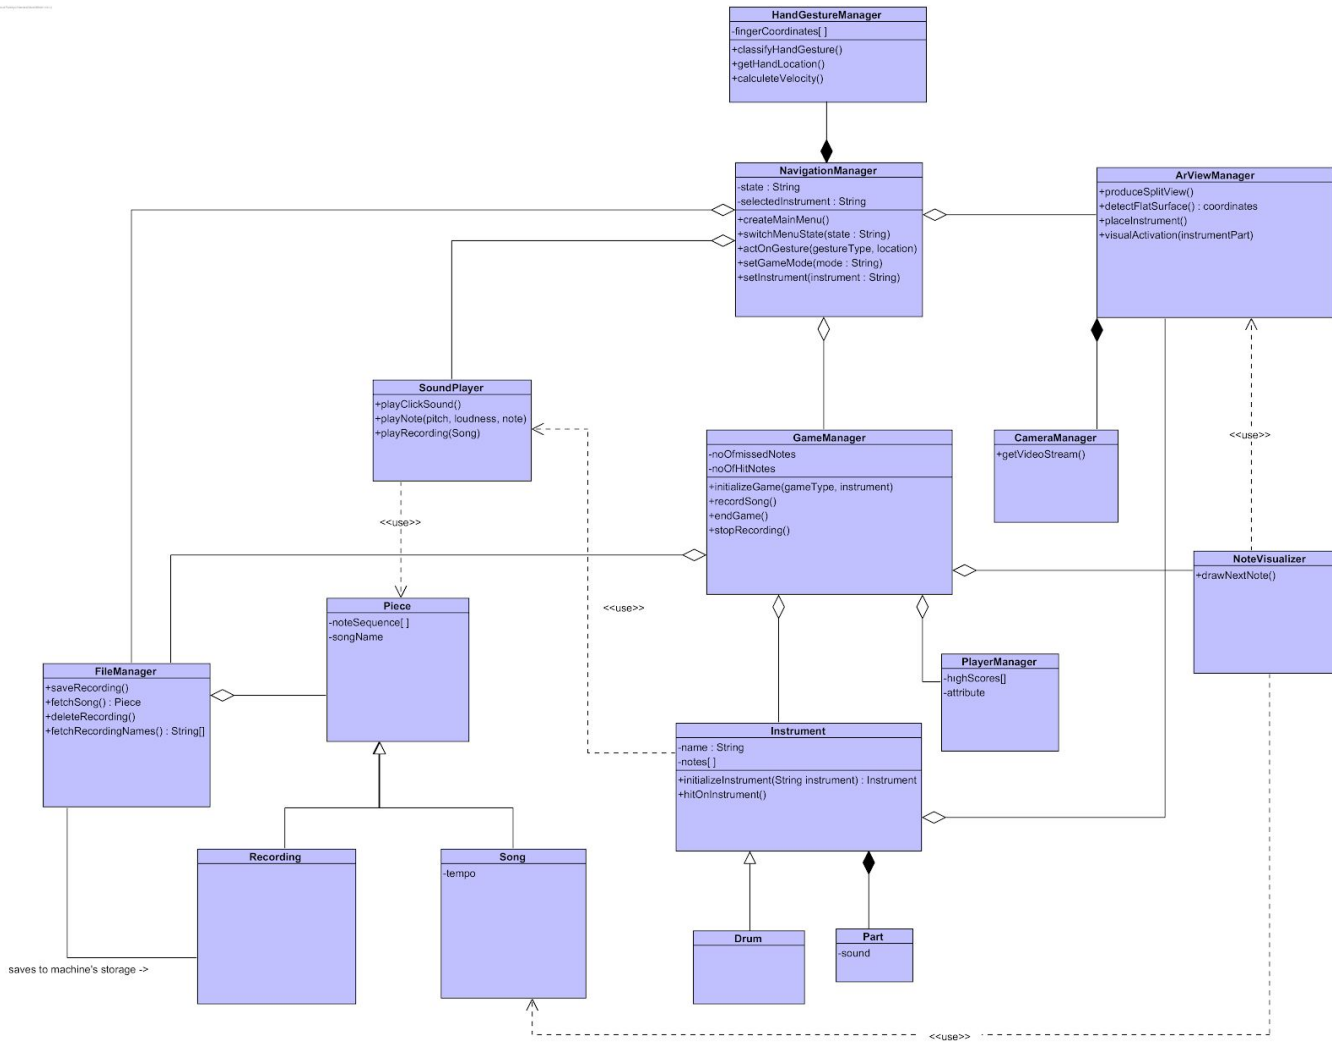 HandGestureManager
-fingerCoordinates[ ]
+classifyHandGesture()
+getHandLocation()
+calculeteVelocity()
NavigationManager
-state : String
-selectedInstrument : String
+createMainMenu()
+switchMenuState(state : String)
+actOnGesture(gestureType, location)
+setGameMode(mode : String)
+setInstrument(instrument : String)
ArViewManager
+produceSplitView()
+detectFlatSurface() : coordinates
+placeInstrument()
+visualActivation(instrumentPart)
SoundPlayer
+playClickSound()
+playNote(pitch, loudness, note)
+playRecording(Song)
GameManager
-noOfmissedNotes
-noOfHitNotes
+initializeGame(gameType, instrument)
+recordSong()
+endGame()
+stopRecording()
CameraManager
+getVideoStream()
<<use>>
<<use>>
NoteVisualizer
+drawNextNote()
Piece
-noteSequence[ ]
-songName
<<use>>
FileManager
+saveRecording()
+fetchSong() : Piece
+deleteRecording()
+fetchRecordingNames() : String[]
PlayerManager
-highScores[]
-attribute
Instrument
-name : String
-notes[ ]
+initializeInstrument(String instrument) : Instrument
+hitOnInstrument()
Recording
Song
-tempo
Drum
Part
-sound
saves to machine's storage ->
<<use>>